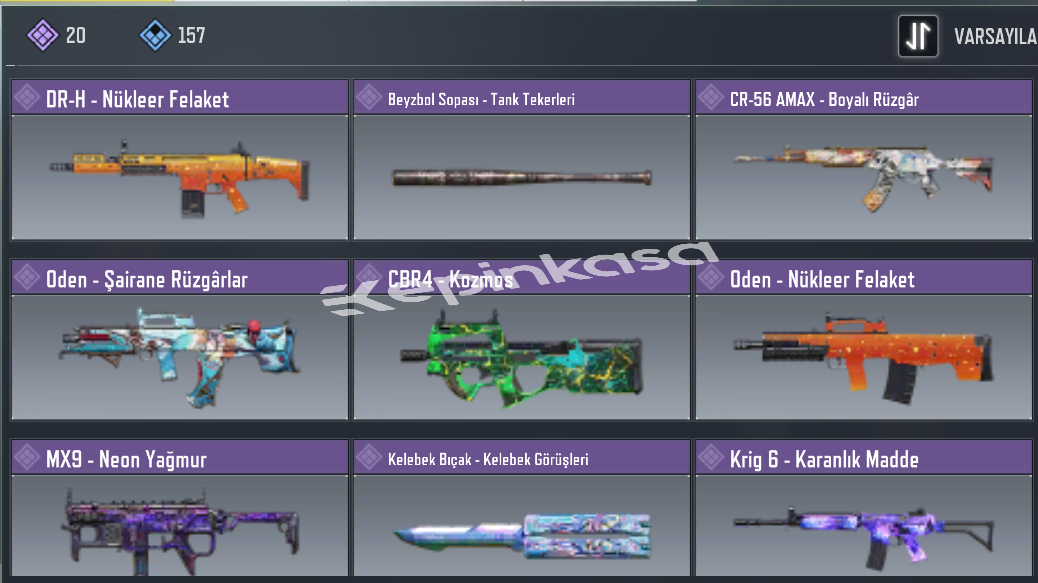 20 157 VARSAYILA
DR-H - Nükleer Felaket
Beyzbol Sopası - Tank Tekerleri
CR-56 AMAX - Boyalı Rüzgâr
Oden - Şairane Rüzgârlar
CBR4 - Kozmos
Oden - Nükleer Felaket
kepinkasa
MX9 - Neon Yağmur
Kelebek Bıçak - Kelebek Görüşleri
Krig 6 - Karanlık Madde